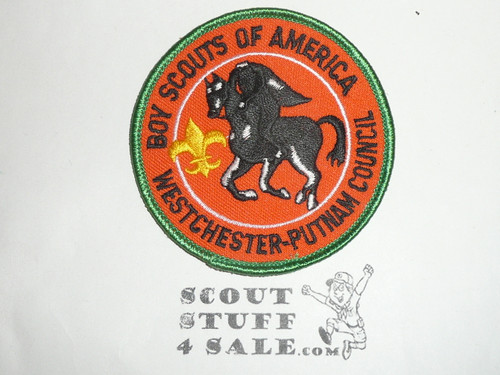 BOY SCOUTS OF AMERICA
WESTCHESTER-PUTNAM COUNCIL
SCOUT
STUFF
4 SALE.COM